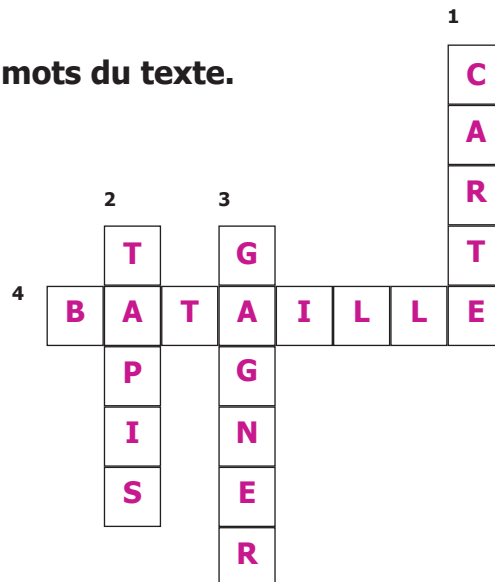 1
mots du texte.
C
A
R
2 3
T G T
4 B A T A I L L E
P G
I N
S E
R